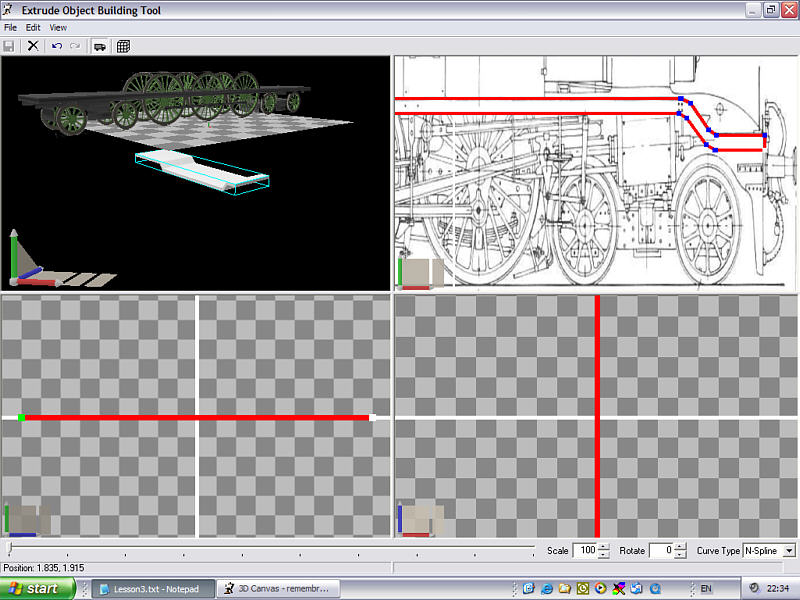 Extrude Object Building Tool
File Edit View
Scale 100 Rotate 0 Curve Type N-Spline
Position: 1.835, 1.915
start Lesson3.txt - Notepad 3D Canvas - remembr... EN 22:34